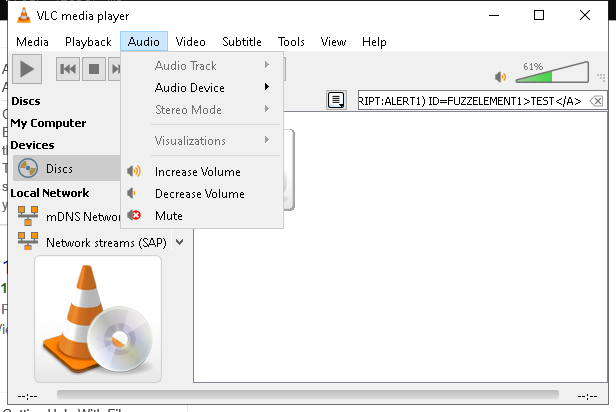 VLC media player
Media Playback Audio Video Subtitle Tools View Help
61%
Audio Track
Audio Device
Stereo Mode
Visualizations
Increase Volume
Decrease Volume
Mute
RIPT:ALERT1) ID=FUZZELEMENT1>TEST</A>
Discs
My Computer
Devices
Discs
Local Network
mDNS Netwo
Network streams (SAP)
--:--
--:--